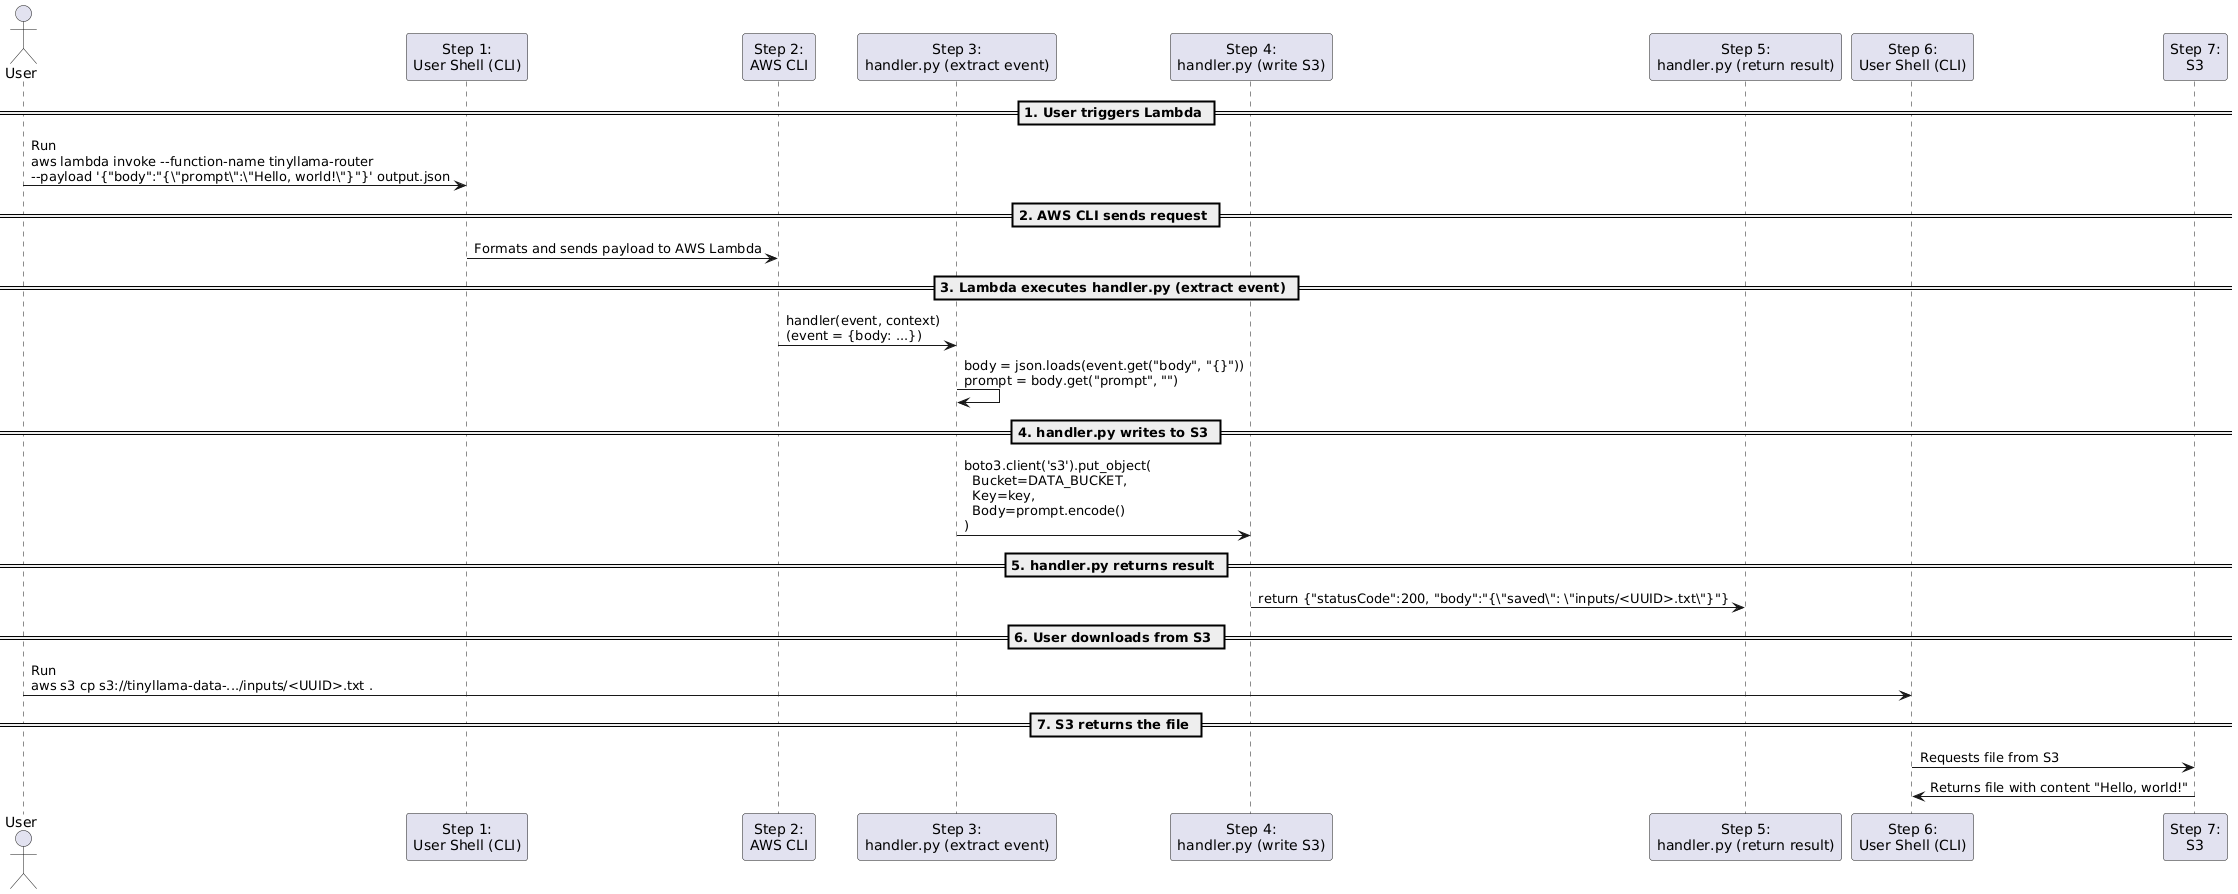 User
Step 1:
User Shell (CLI)
Step 2:
AWS CLI
Step 3:
handler.py (extract event)
Step 4:
handler.py (write S3)
Step 5:
handler.py (return result)
Step 6:
User Shell (CLI)
Step 7:
S3
1. User triggers Lambda
Run
aws lambda invoke --function-name tinyllama-router
--payload '{"body":"{\"prompt\":\"Hello, world!\"}"}' output.json
2. AWS CLI sends request
Formats and sends payload to AWS Lambda
3. Lambda executes handler.py (extract event)
handler(event, context)
(event = {body: ...})
body = json.loads(event.get("body", "{}"))
prompt = body.get("prompt", "")
4. handler.py writes to S3
boto3.client('s3').put_object(
Bucket=DATA_BUCKET,
Key=key,
Body=prompt.encode()
)
5. handler.py returns result
return {"statusCode":200, "body":"{\"saved\": \"inputs/<UUID>.txt\"}"}
6. User downloads from S3
Run
aws s3 cp s3://tinyllama-data-.../inputs/<UUID>.txt .
7. S3 returns the file
Requests file from S3
Returns file with content "Hello, world!"
User
Step 1:
User Shell (CLI)
Step 2:
AWS CLI
Step 3:
handler.py (extract event)
Step 4:
handler.py (write S3)
Step 5:
handler.py (return result)
Step 6:
User Shell (CLI)
Step 7:
S3